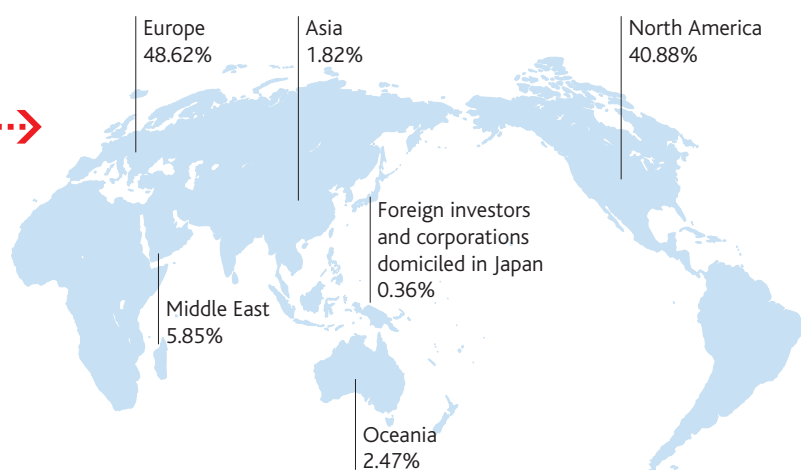 Europe
48.62%
Asia
1.82%
North America
40.88%
Foreign investors
and corporations
domiciled in Japan
0.36%
Middle East
5.85%
Oceania
2.47%